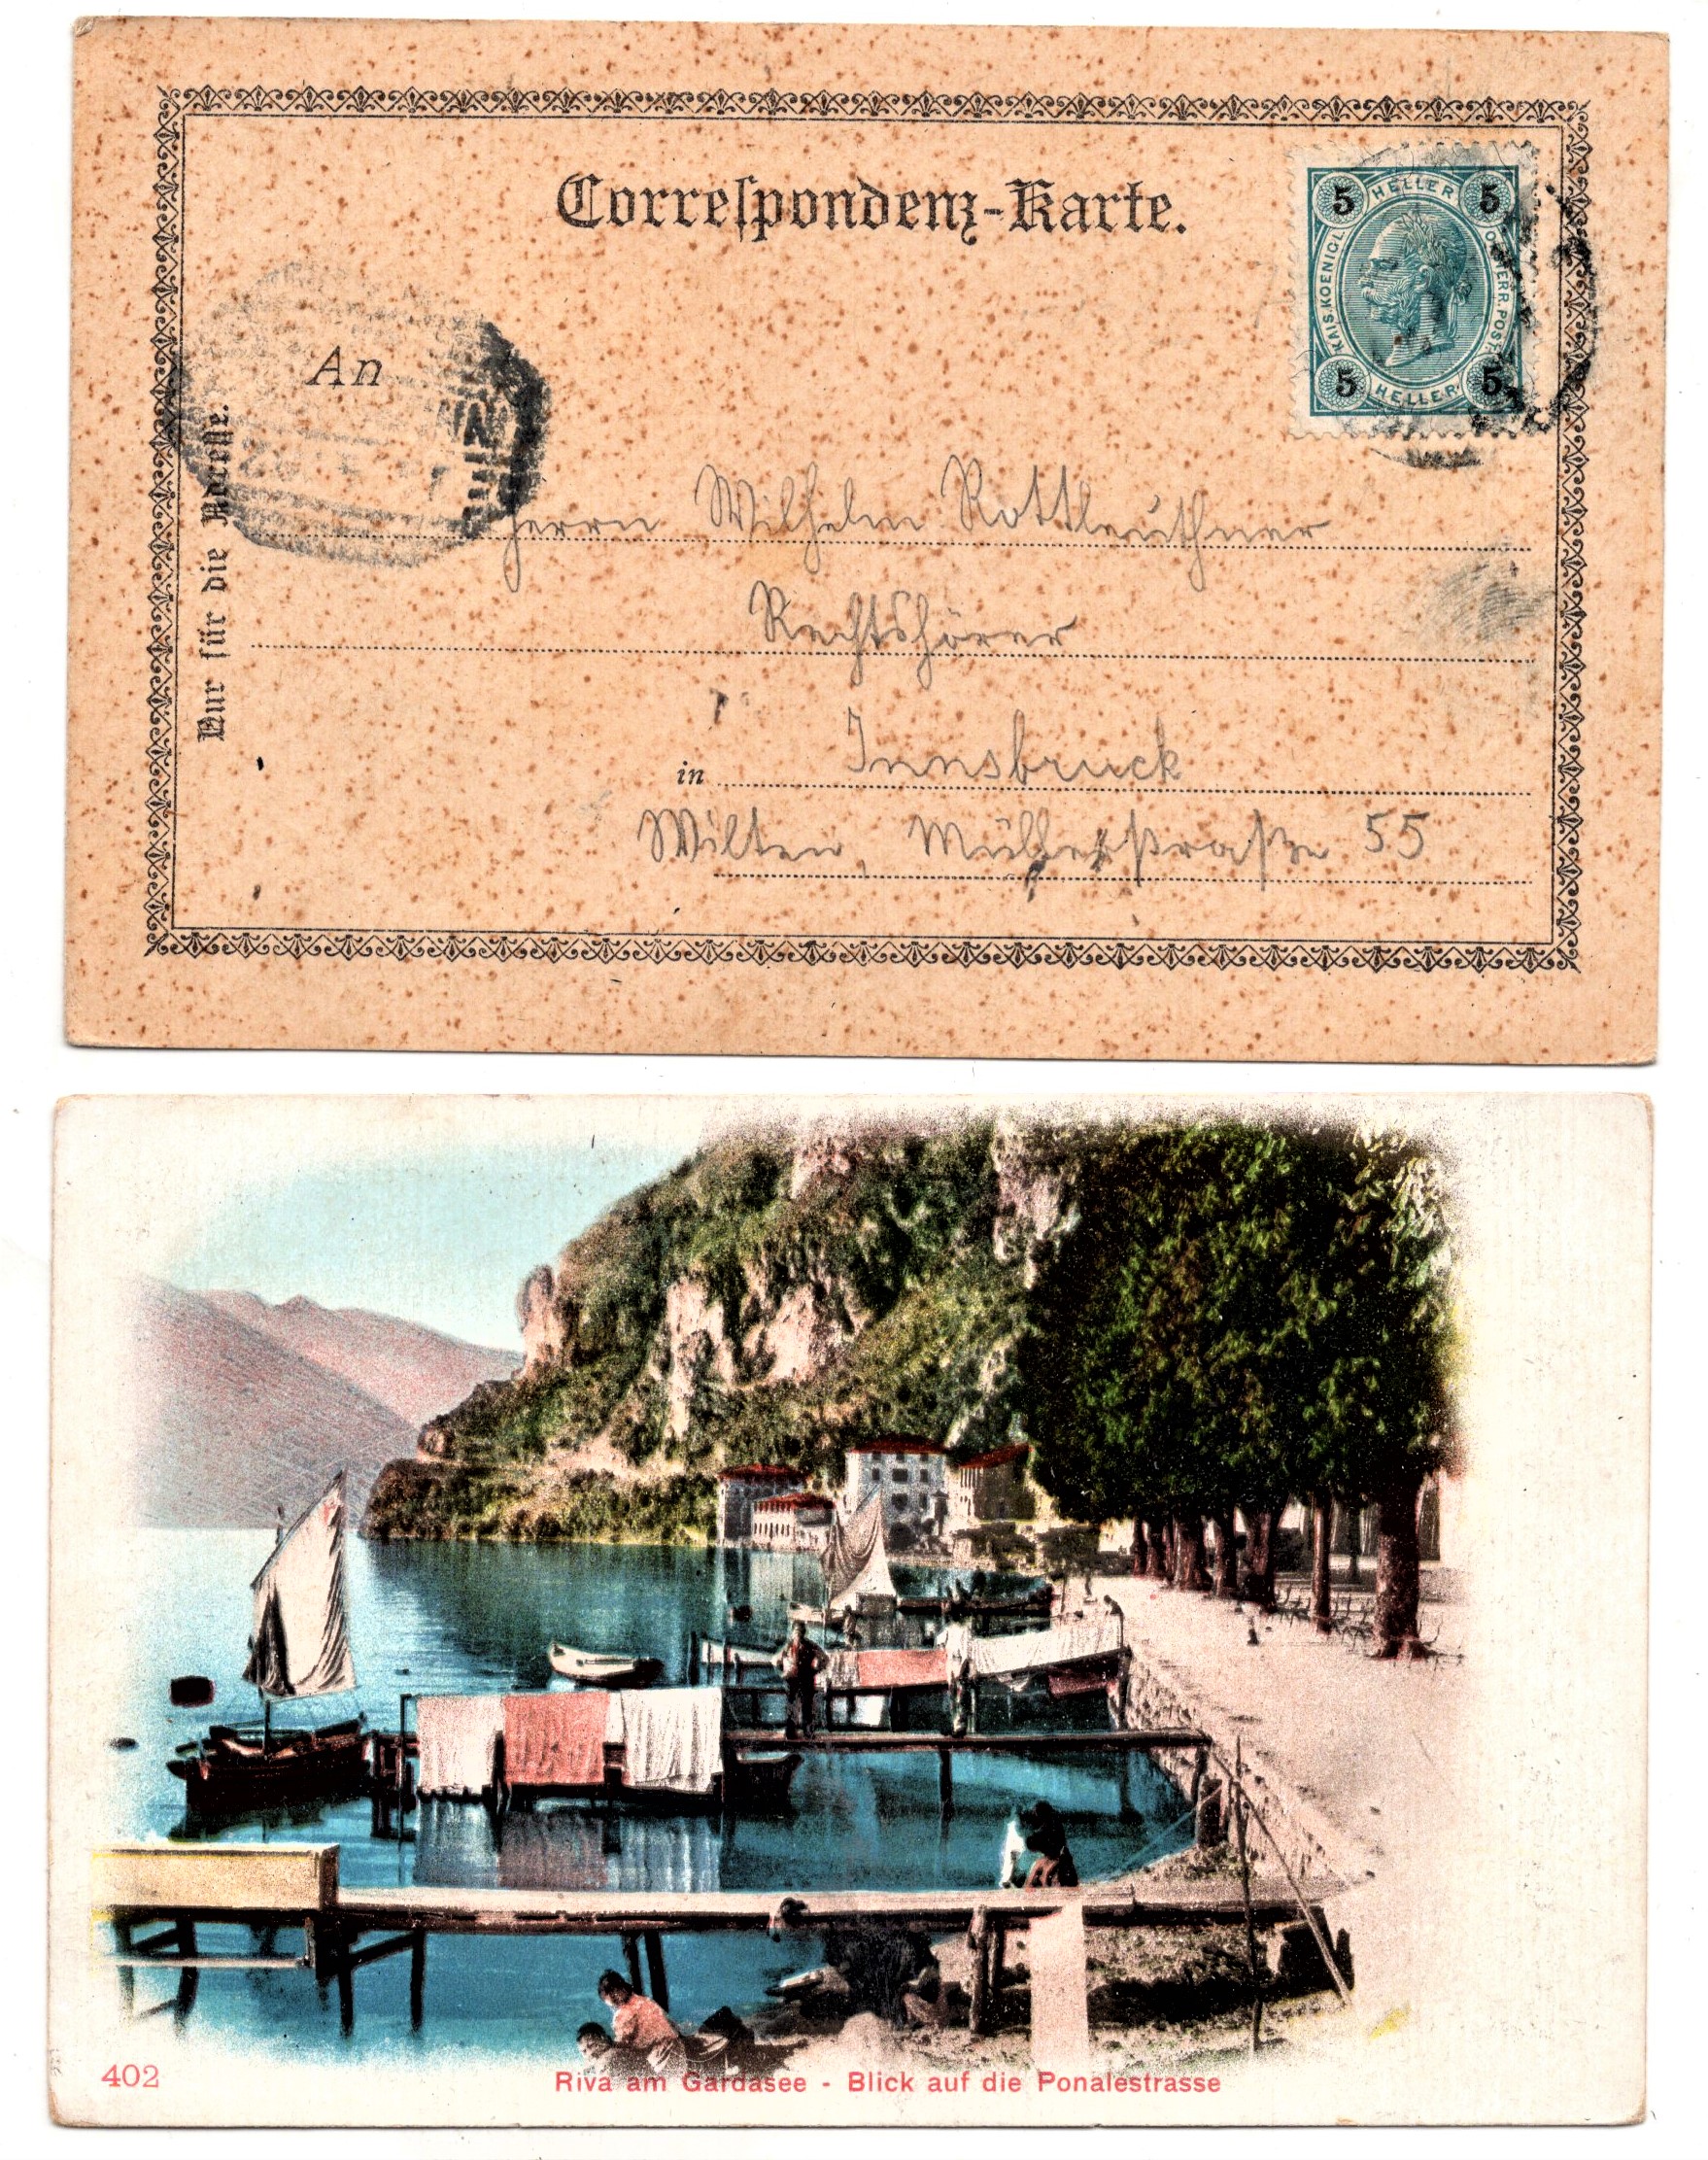 Correſpondenz-Karte.
5 HELLER 5
KAIS. KOENIGL. OESTERR. POST.
5 HELLER 5
An
Nur für die Adresse.
Herrn Wilhelm Rottleuthner
Rechtshörer
in Innsbruck
Wilten, Müllerstraße 55
402
Riva am Gardasee - Blick auf die Ponalestrasse